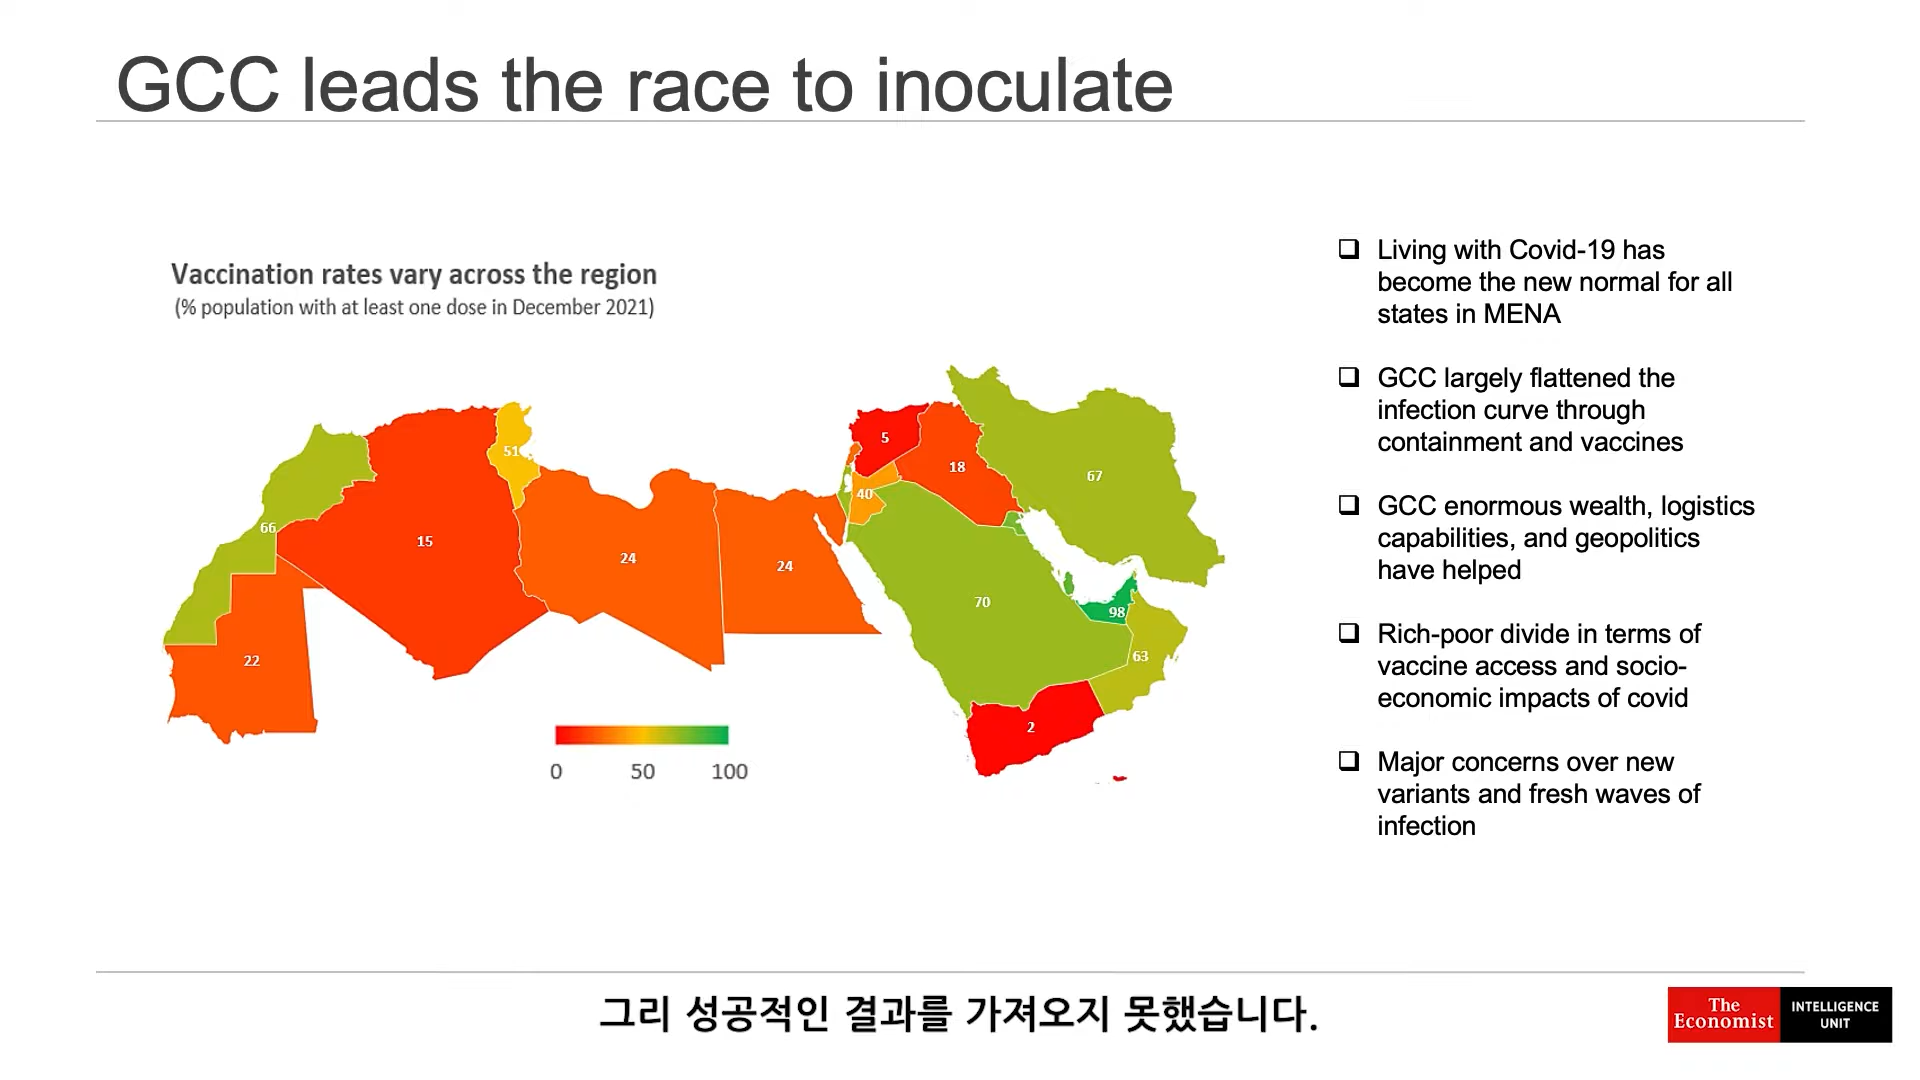 GCC leads the race to inoculate
Vaccination rates vary across the region
(% population with at least one dose in December 2021)
66
15
51
24
24
22
5
18
40
67
70
98
63
2
0 50 100
❑ Living with Covid-19 has
become the new normal for all
states in MENA
❑ GCC largely flattened the
infection curve through
containment and vaccines
❑ GCC enormous wealth, logistics
capabilities, and geopolitics
have helped
❑ Rich-poor divide in terms of
vaccine access and socio-
economic impacts of covid
❑ Major concerns over new
variants and fresh waves of
infection
그리 성공적인 결과를 가져오지 못했습니다.
The
Economist
INTELLIGENCE
UNIT